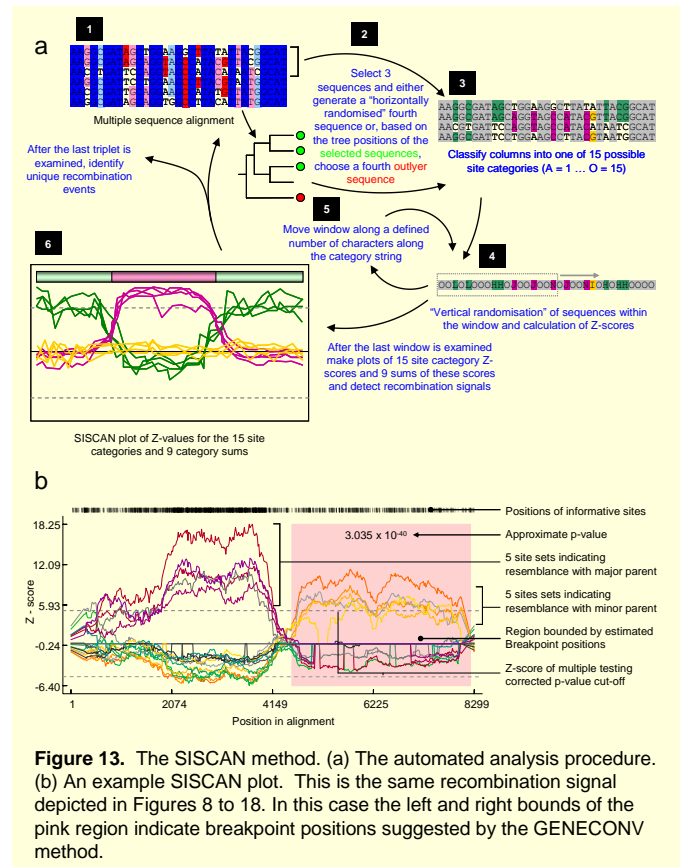 a
1
2
3
Select 3
sequences and either
generate a "horizontally
randomised" fourth
sequence or, based on
the tree positions of the
selected sequences,
choose a fourth outlyer
sequence
Multiple sequence alignment
AAGGCGATAGCTGGAAGGCTTATATTACGGCAT
AAGGCGATAGCAGGTAGCCATACGTTACGGCAT
AACGTGATTCCAGGTAGCCATACATAATCGCAT
AACGTGATTCCTGGAAGCCTTACGTAATGGCAT
Classify columns into one of 15 possible
site categories (A = 1 … O = 15)
After the last triplet is
examined, identify
unique recombination
events
5
Move window along a defined
number of characters along
the category string
4
"Vertical randomisation" of sequences within
the window and calculation of Z-scores
6
After the last window is examined
make plots of 15 site cactegory Z-
scores and 9 sums of these scores
and detect recombination signals
SISCAN plot of Z-values for the 15 site
categories and 9 category sums
b
Positions of informative sites
18.25
12.09
5.93
-0.24
-6.40
Z - score
3.035 x 10-40
Approximate p-value
5 site sets indicating
resemblance with major parent
5 sites sets indicating
resemblance with minor parent
Region bounded by estimated
Breakpoint positions
Z-score of multiple testing
corrected p-value cut-off
1 2074 4149 6225 8299
Position in alignment
Figure 13. The SISCAN method. (a) The automated analysis procedure.
(b) An example SISCAN plot. This is the same recombination signal
depicted in Figures 8 to 18. In this case the left and right bounds of the
pink region indicate breakpoint positions suggested by the GENECONV
method.